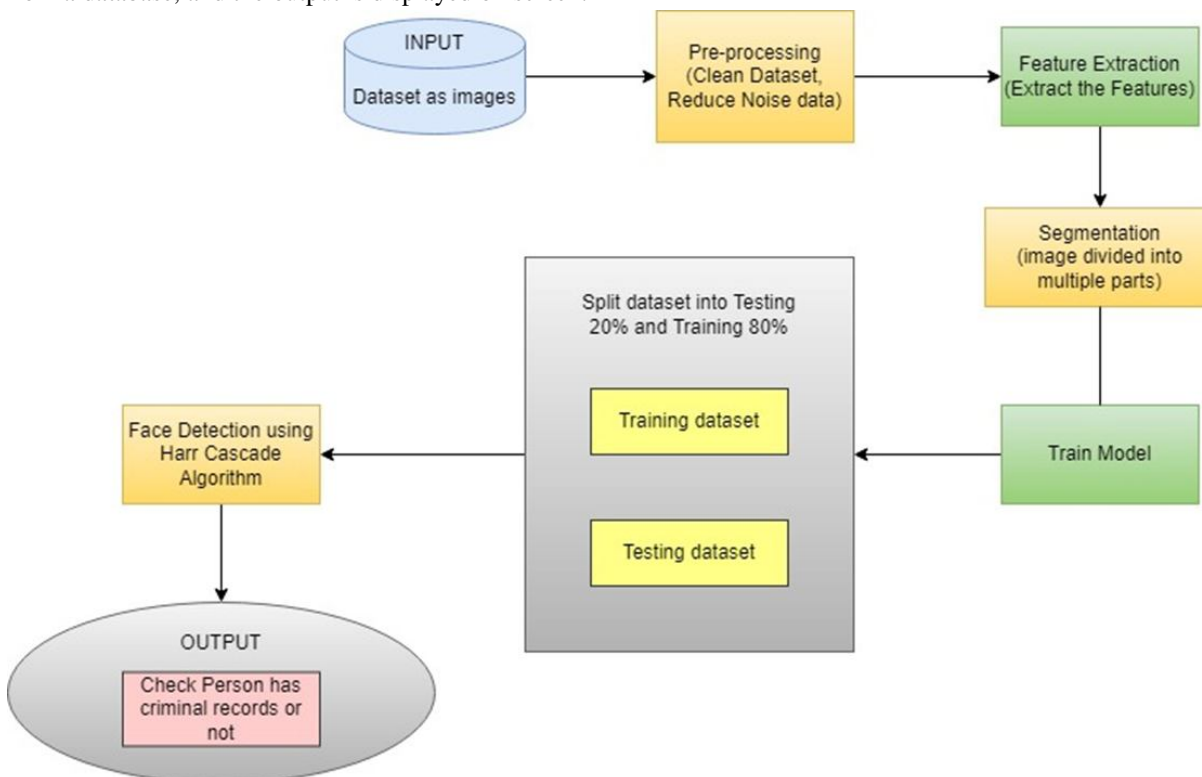 INPUT
Dataset as images
Pre-processing
(Clean Dataset,
Reduce Noise data)
Feature Extraction
(Extract the Features)
Segmentation
(image divided into
multiple parts)
Train Model
Split dataset into Testing
20% and Training 80%
Training dataset
Testing dataset
Face Detection using
Harr Cascade
Algorithm
OUTPUT
Check Person has
criminal records or
not